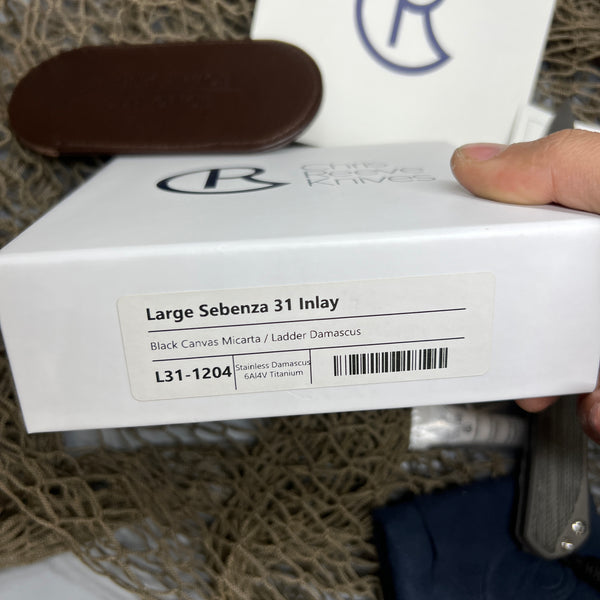 Chris
Reeve
Knives
Large Sebenza 31 Inlay
Black Canvas Micarta / Ladder Damascus
L31-1204
Stainless Damascus
6Al4V Titanium